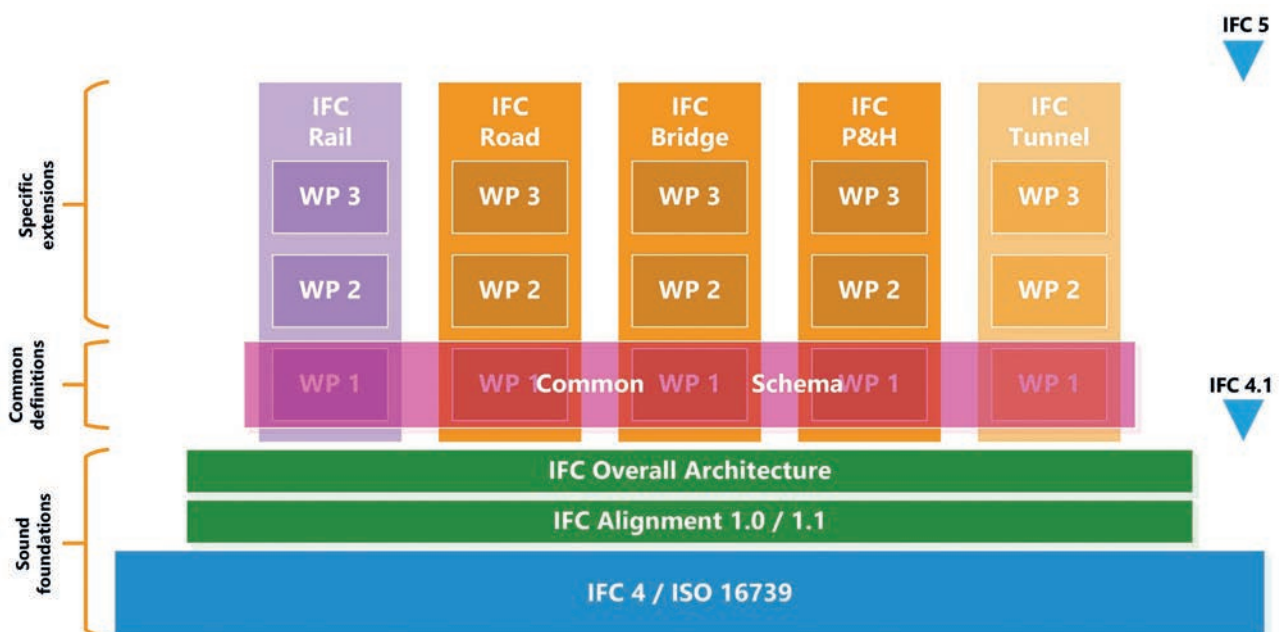 IFC 5
IFC
Rail
IFC
Road
IFC
Bridge
IFC
P&H
IFC
Tunnel
Specific
extensions
WP 3
WP 3
WP 3
WP 3
WP 3
WP 2
WP 2
WP 2
WP 2
WP 2
Common
definitions
WP 1
WP 1
WP 1
WP 1
WP 1
Common Schema
IFC 4.1
Sound
foundations
IFC Overall Architecture
IFC Alignment 1.0 / 1.1
IFC 4 / ISO 16739